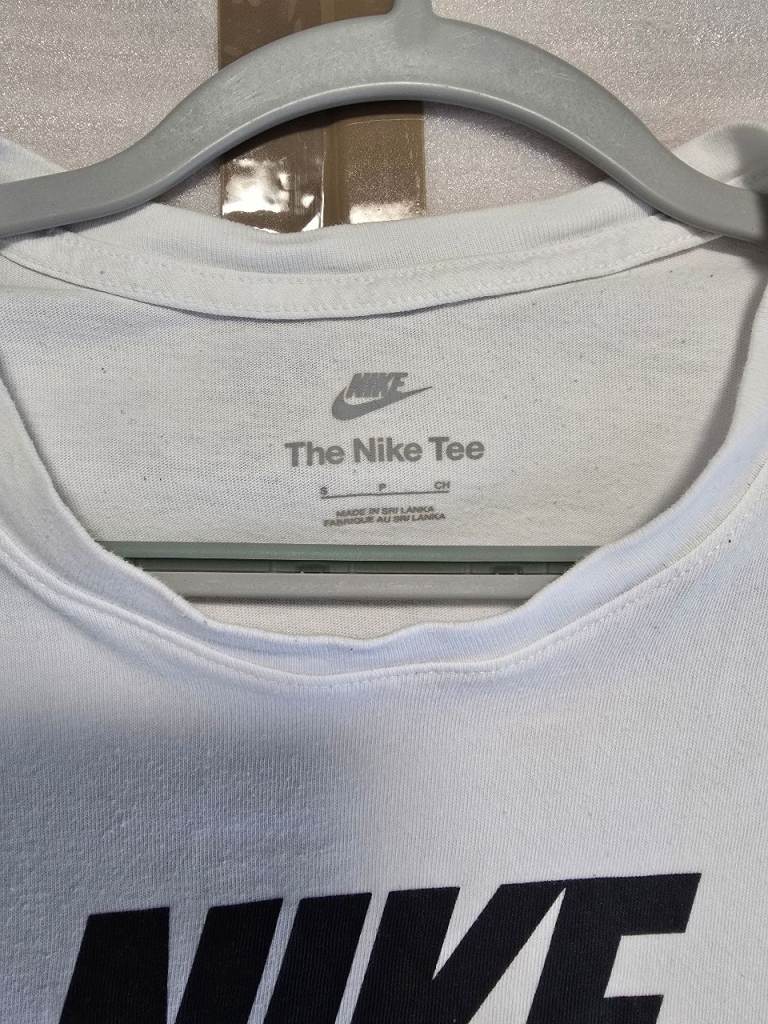 NIKE
The Nike Tee
S P CH
MADE IN SRI LANKA
FABRIQUE AU SRI LANKA
NIKE